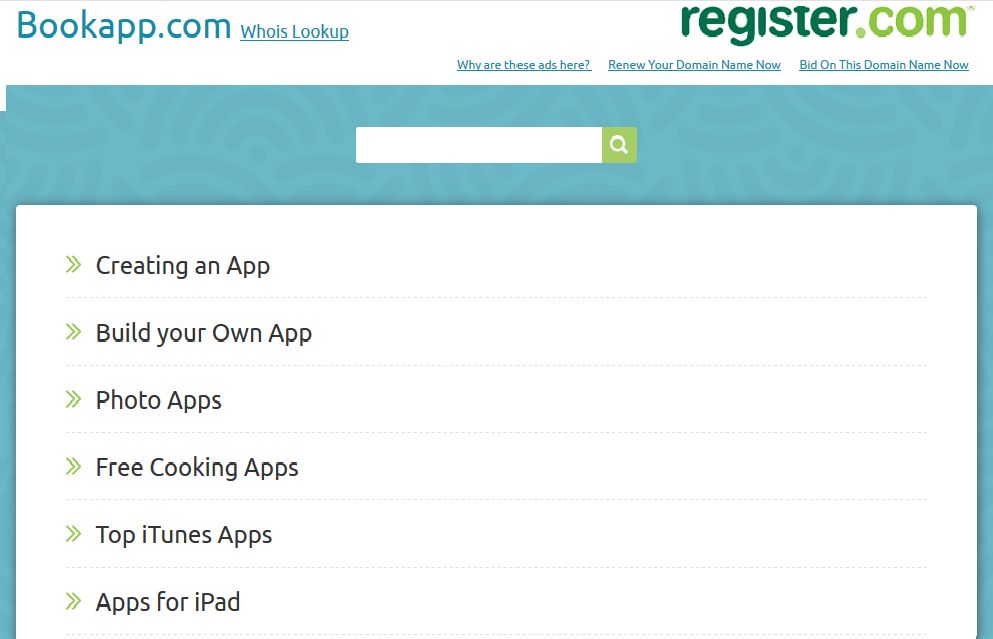 Bookapp.com Whois Lookup
register.com
Why are these ads here? Renew Your Domain Name Now Bid On This Domain Name Now
Creating an App
Build your Own App
Photo Apps
Free Cooking Apps
Top iTunes Apps
Apps for iPad